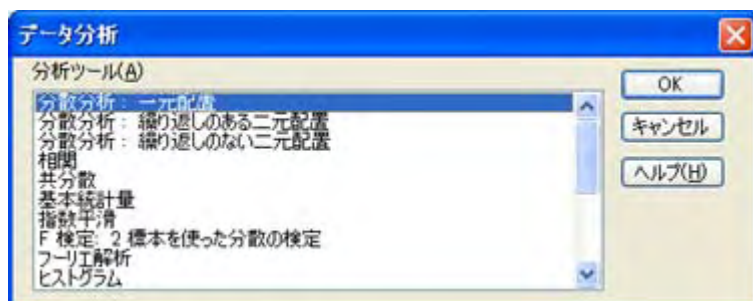 データ分析
分析ツール(A)
分散分析： 一元配置
分散分析： 繰り返しのある二元配置
分散分析： 繰り返しのない二元配置
相関
共分散
基本統計量
指数平滑
F 検定: 2 標本を使った分散の検定
フーリエ解析
ヒストグラム
OK
キャンセル
ヘルプ(H)